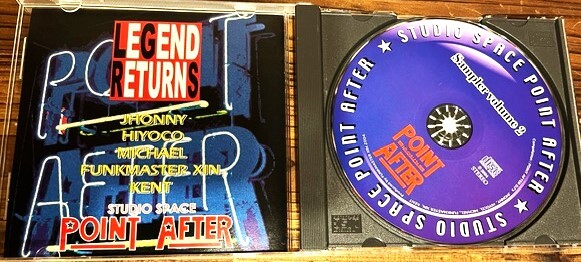 LEGEND
RETURNS
POINT
AFTER
JHONNY
HIYOCO
MICHAEL
FUNKMASTER XIN
KENT
STUDIO SPACE
POINT AFTER
STUDIO SPACE POINT AFTER ★ STUDIO SPACE POINT AFTER ★
Sampler volume 2
POINT
AFTER
STEREO